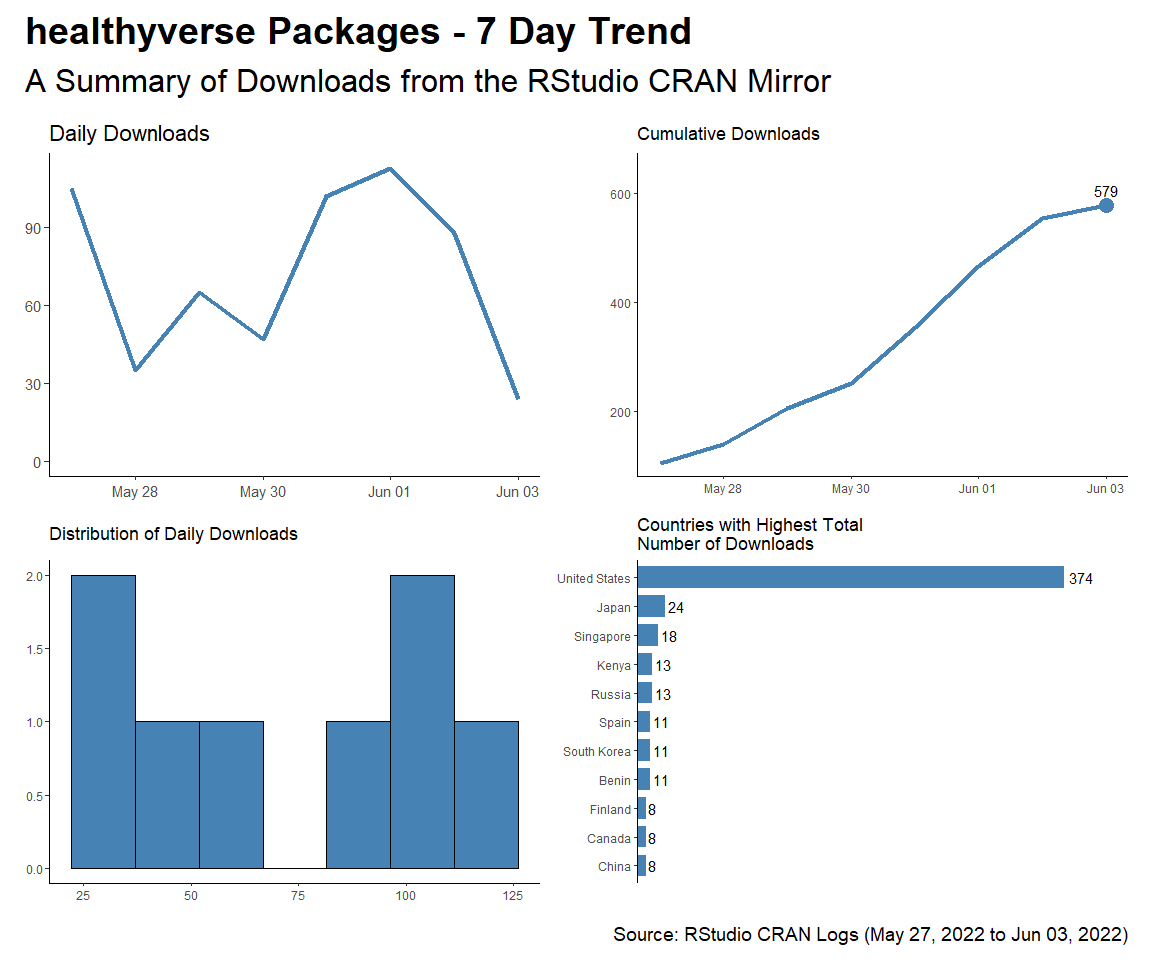 healthyverse Packages - 7 Day Trend
A Summary of Downloads from the RStudio CRAN Mirror
Daily Downloads
90
60
30
0
May 28
May 30
Jun 01
Jun 03
Cumulative Downloads
600
400
200
579
May 28
May 30
Jun 01
Jun 03
Distribution of Daily Downloads
2.0
1.5
1.0
0.5
0.0
25
50
75
100
125
Countries with Highest Total
Number of Downloads
United States 374
Japan 24
Singapore 18
Kenya 13
Russia 13
Spain 11
South Korea 11
Benin 11
Finland 8
Canada 8
China 8
Source: RStudio CRAN Logs (May 27, 2022 to Jun 03, 2022)